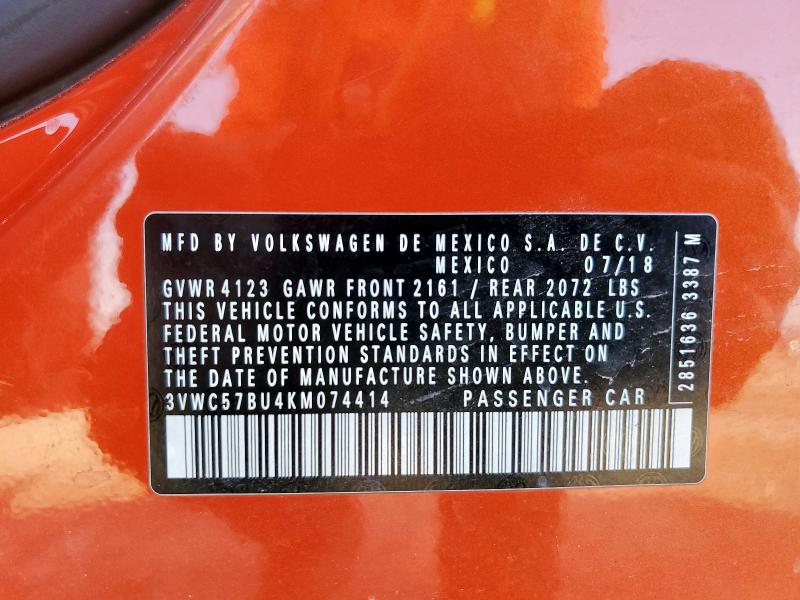 MFD BY VOLKSWAGEN DE MEXICO S.A. DE C.V.
MEXICO 07/18
GVWR 4123 GAWR FRONT 2161 / REAR 2072 LBS
THIS VEHICLE CONFORMS TO ALL APPLICABLE U.S.
FEDERAL MOTOR VEHICLE SAFETY, BUMPER AND
THEFT PREVENTION STANDARDS IN EFFECT ON
THE DATE OF MANUFACTURE SHOWN ABOVE.
3VWC57BU4KM074414 PASSENGER CAR
2851636 3387 M